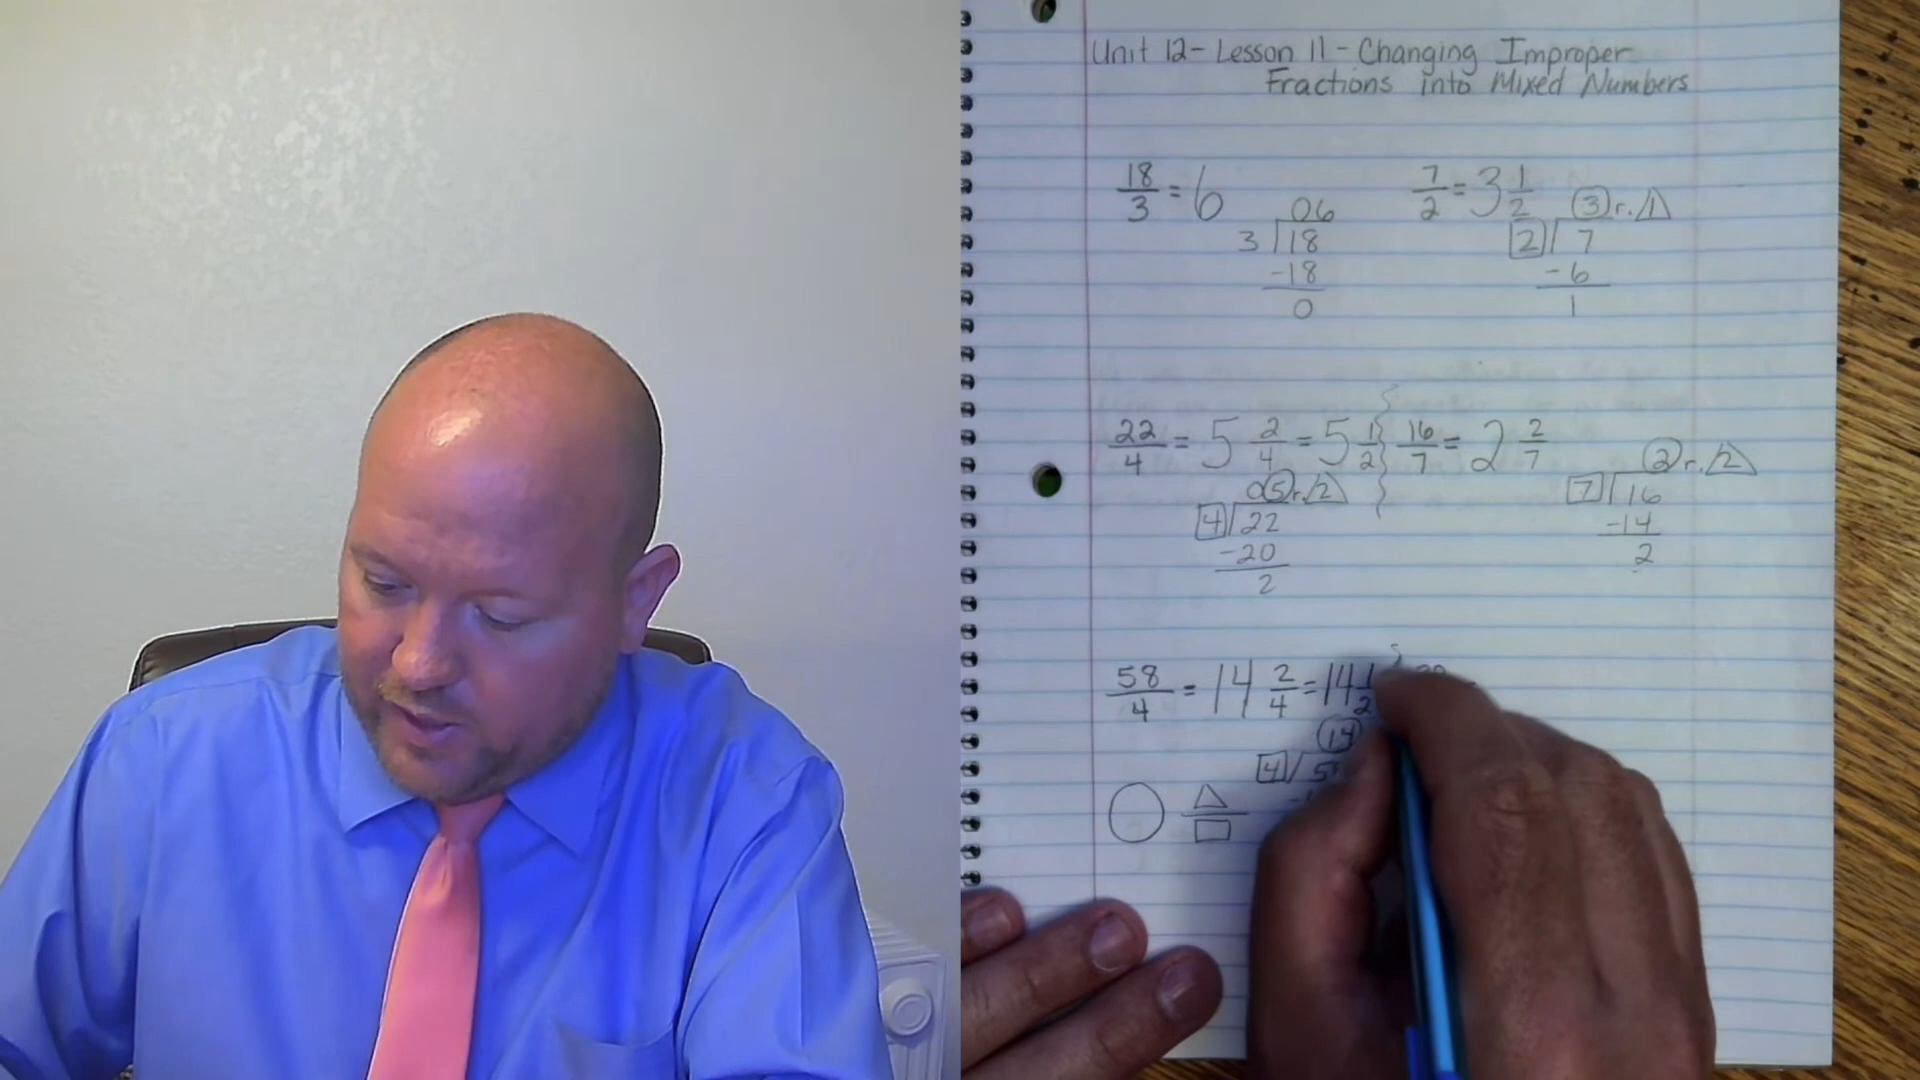 Unit 12- Lesson 11 - Changing Improper
Fractions into Mixed Numbers
18/3 = 6
06
3 18
-18
0
7/2 = 3 1/2
3 r. 1
2 7
-6
1
22/4 = 5 2/4 = 5 1/2
05 r. 2
4 22
-20
2
16/7 = 2 2/7
2 r. 2
7 16
-14
2
58/4 = 14 2/4 = 14 1/2
14
4